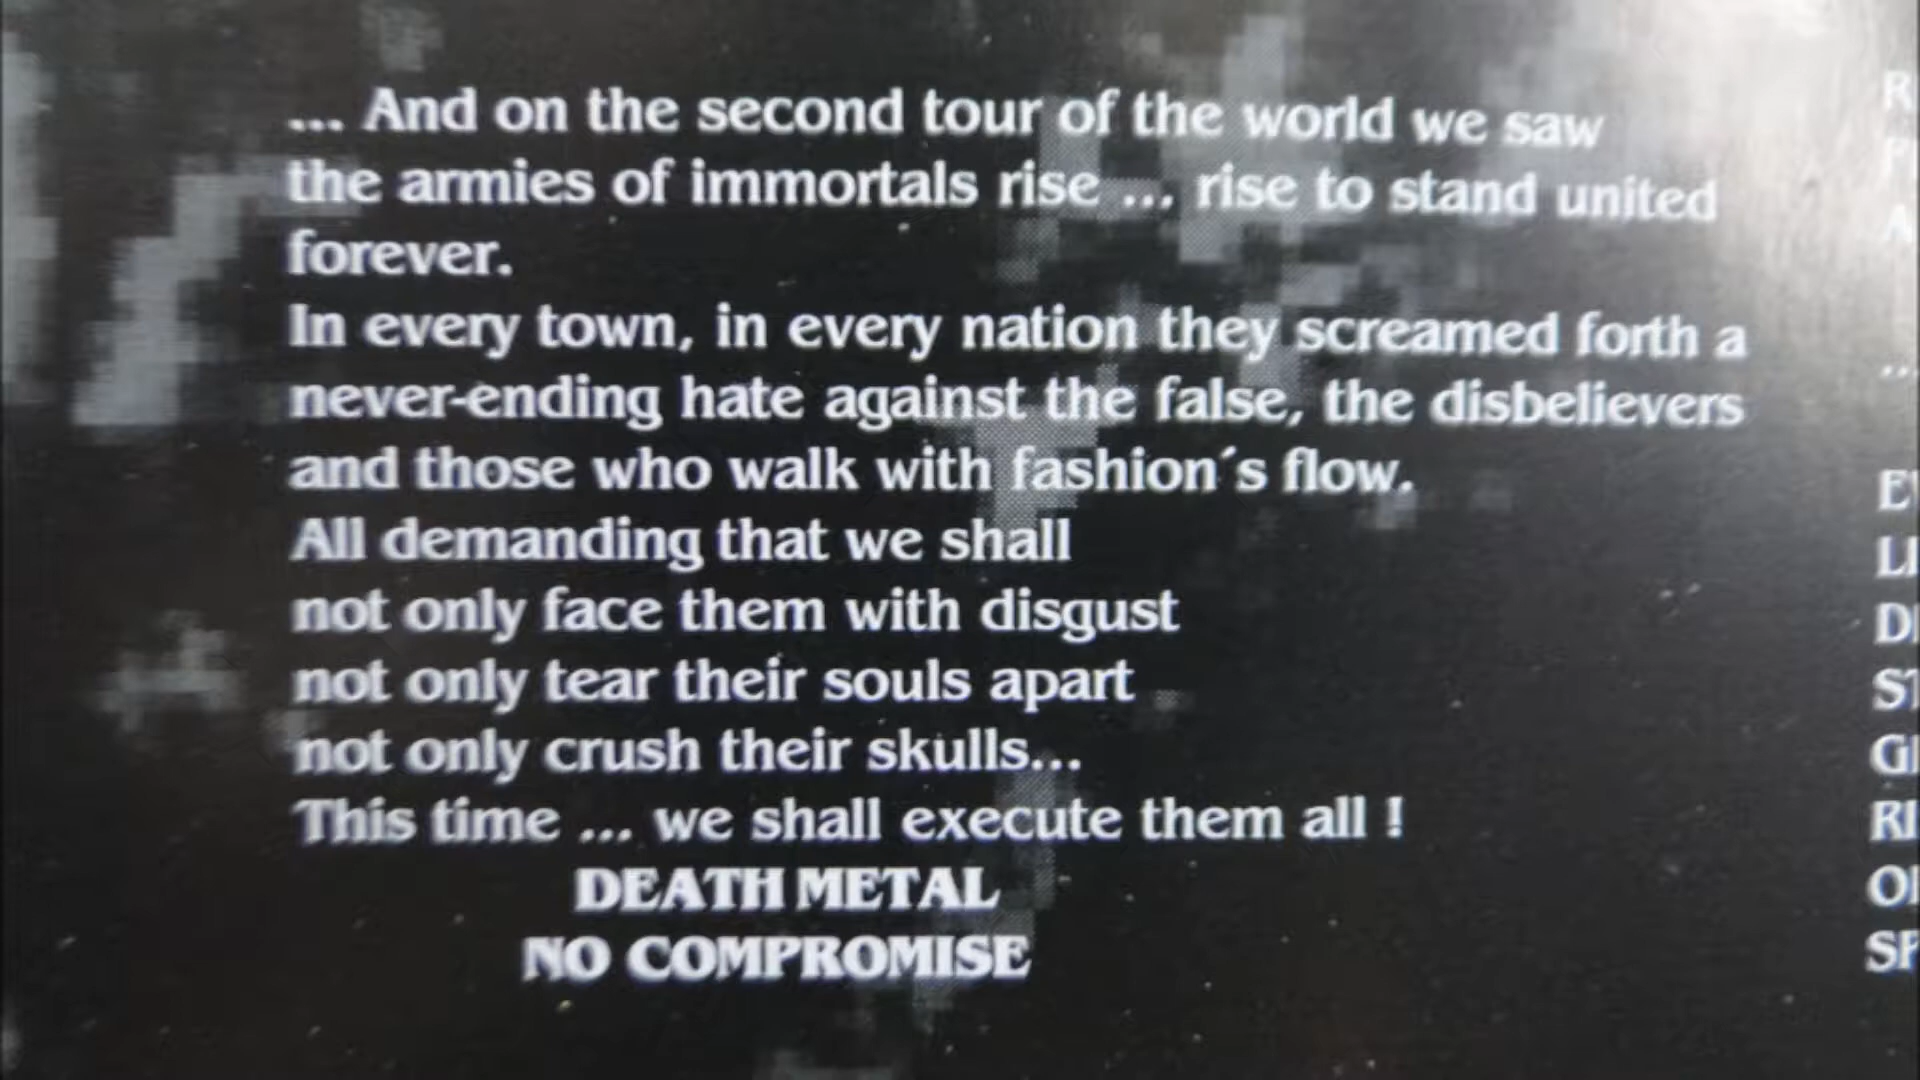 ... And on the second tour of the world we saw
the armies of immortals rise ... rise to stand united
forever.
In every town, in every nation they screamed forth a
never-ending hate against the false, the disbelievers
and those who walk with fashion´s flow.
All demanding that we shall
not only face them with disgust
not only tear their souls apart
not only crush their skulls...
This time ... we shall execute them all !
DEATH METAL
NO COMPROMISE